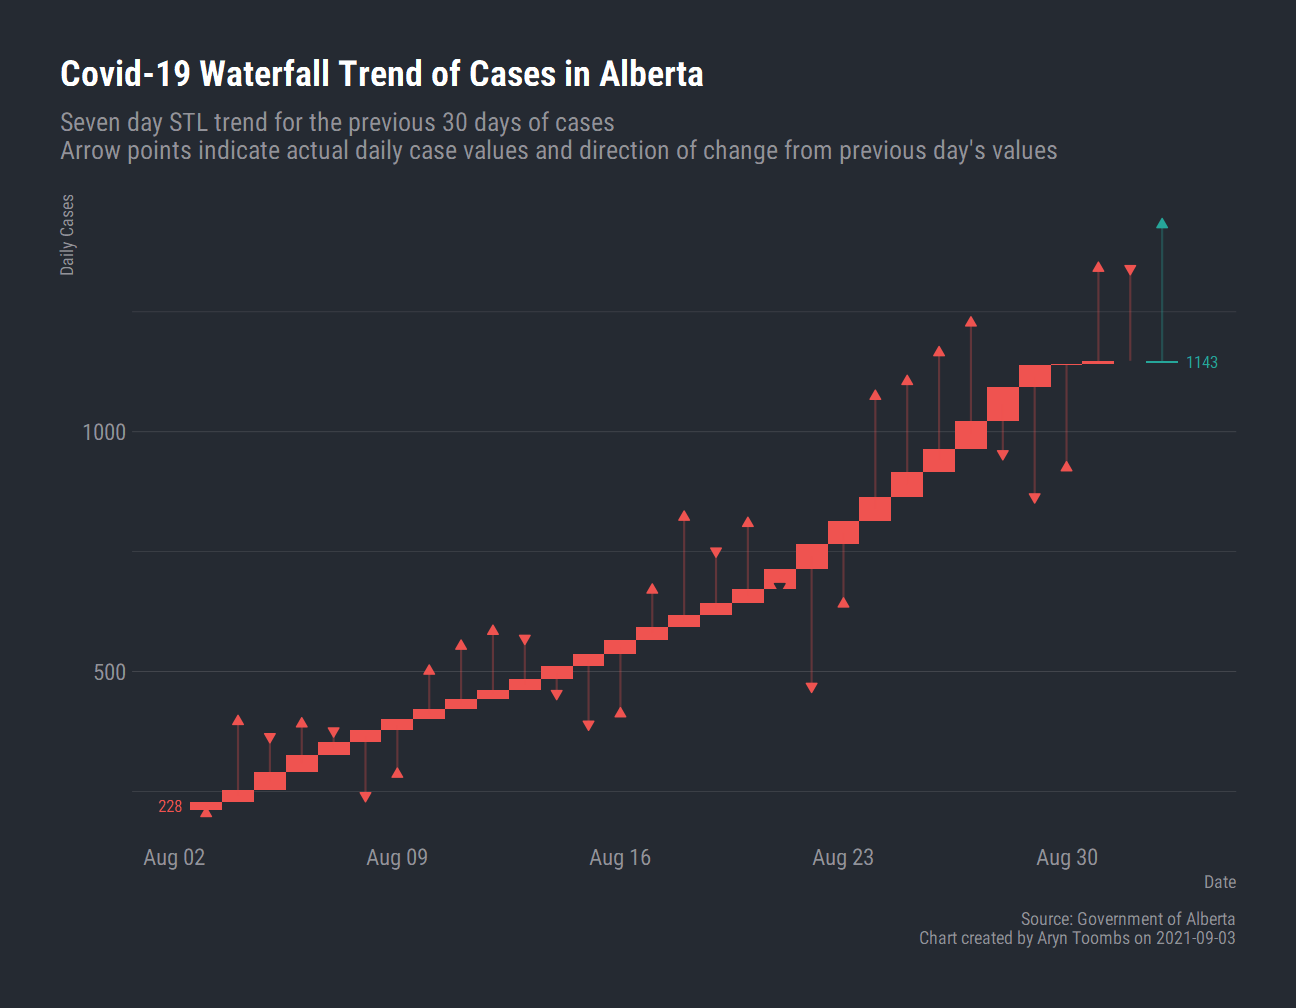 Covid-19 Waterfall Trend of Cases in Alberta
Seven day STL trend for the previous 30 days of cases
Arrow points indicate actual daily case values and direction of change from previous day's values
Daily Cases
1143
1000
500
228
Aug 02 Aug 09 Aug 16 Aug 23 Aug 30
Date
Source: Government of Alberta
Chart created by Aryn Toombs on 2021-09-03